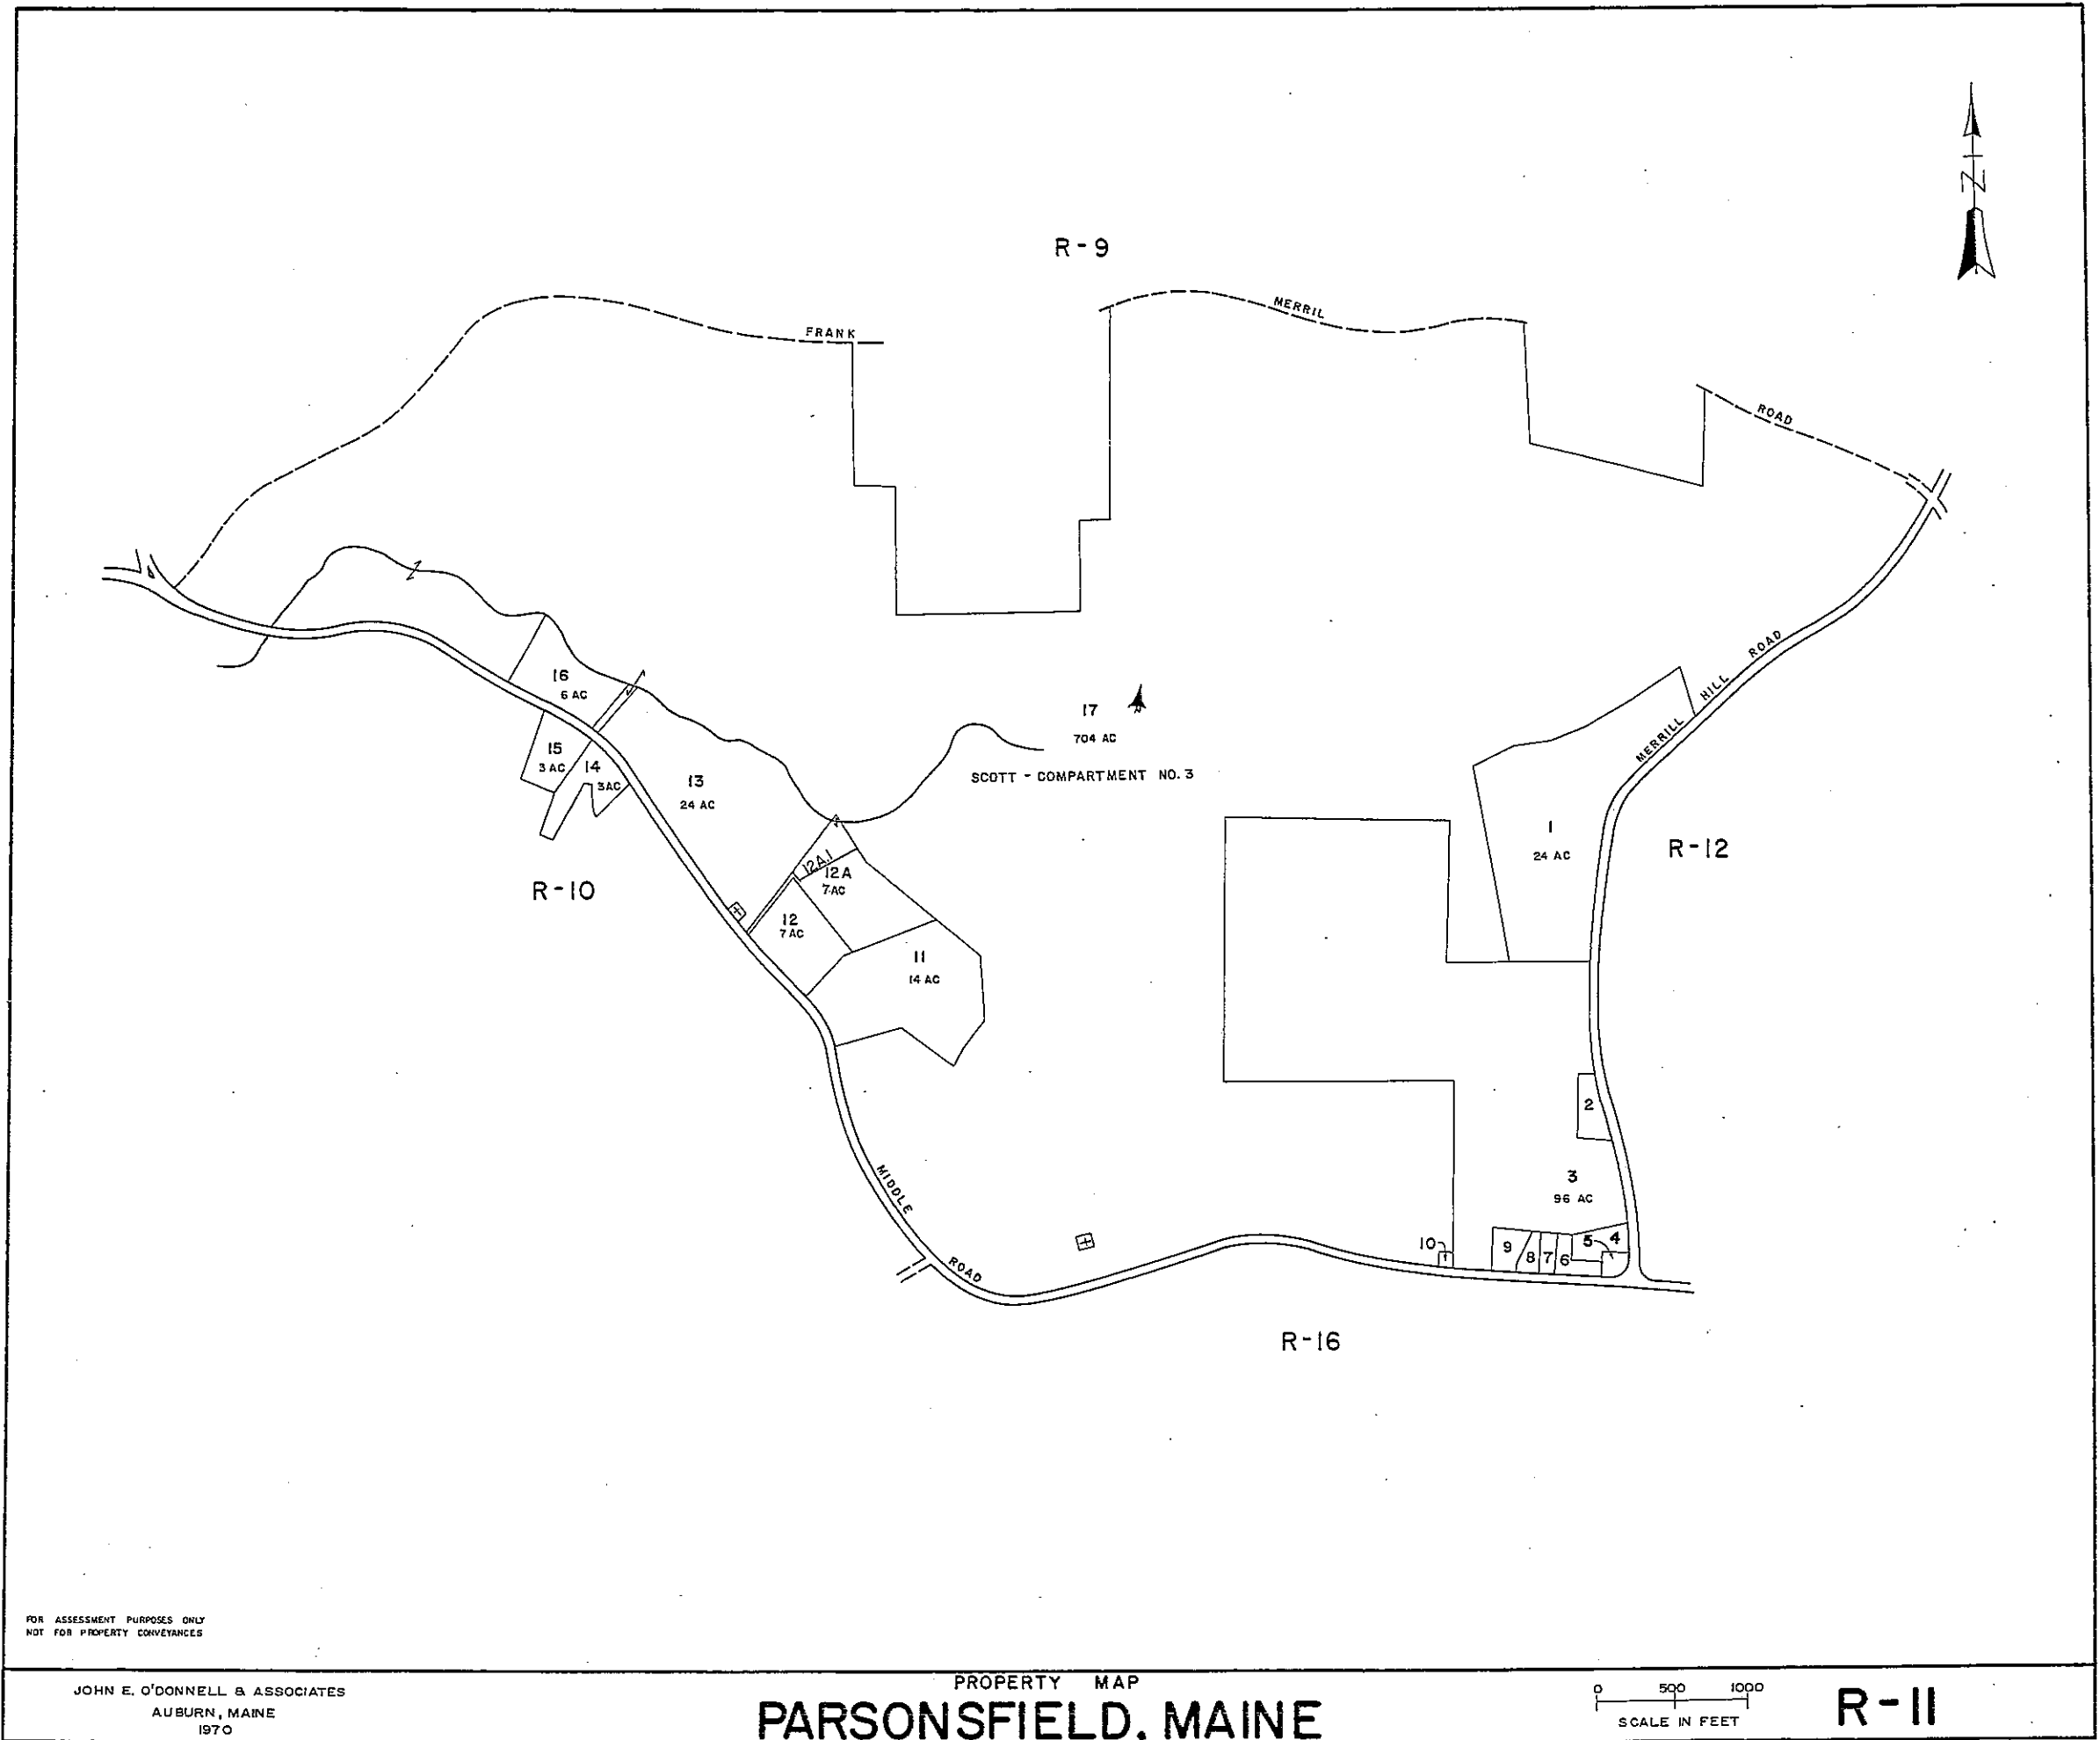 N
R-9
FRANK
MERRIL
ROAD
16
6 AC
15
3 AC
14
3AC
13
24 AC
17
704 AC
SCOTT - COMPARTMENT NO. 3
MERRILL HILL ROAD
1
24 AC
R-12
R-10
12A.1
12A
7AC
12
7 AC
11
14 AC
2
3
96 AC
MIDDLE
ROAD
10
9
8
7
6
5
4
R-16
FOR ASSESSMENT PURPOSES ONLY
NOT FOR PROPERTY CONVEYANCES
JOHN E. O'DONNELL & ASSOCIATES
AUBURN, MAINE
1970
PROPERTY MAP
PARSONSFIELD, MAINE
0 500 1000
SCALE IN FEET
R-11